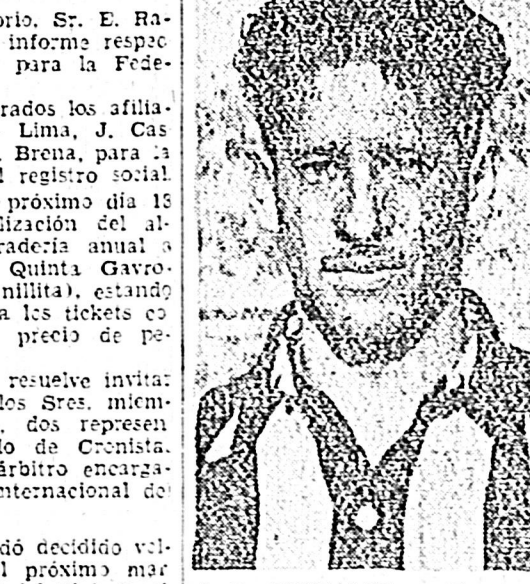 orio, Sr. E. Ra-
informe respec
para la Fede-
rados los afilia-
Lima, J. Cas
. Brena, para la
l registro social.
próximo día 13
lización del al-
radería anual a
Quinta Gavro-
nillita), estando
a los tickets co
precio de pe-
resuelve invitar
los Sres. miem-
, dos represen
lo de Cronista.
árbitro encarga-
nternacional de
dó decidido vol-
l próximo mar